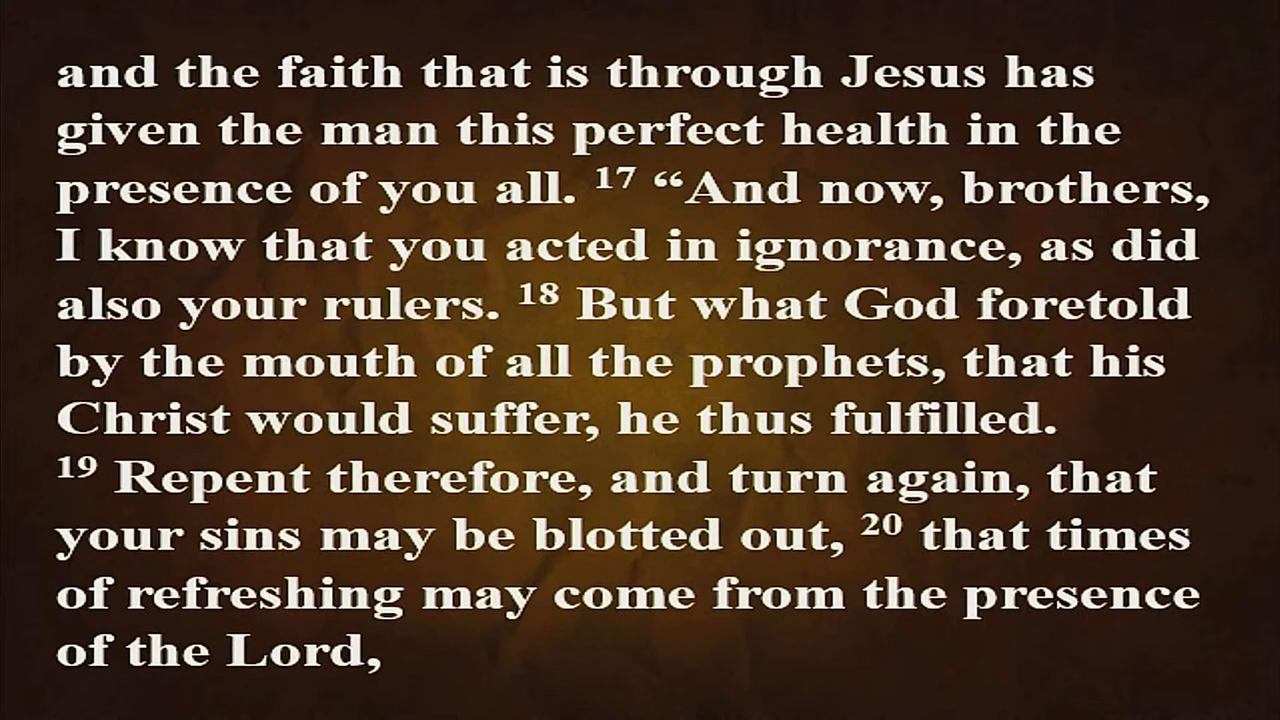 and the faith that is through Jesus has
given the man this perfect health in the
presence of you all. 17 “And now, brothers,
I know that you acted in ignorance, as did
also your rulers. 18 But what God foretold
by the mouth of all the prophets, that his
Christ would suffer, he thus fulfilled.
19 Repent therefore, and turn again, that
your sins may be blotted out, 20 that times
of refreshing may come from the presence
of the Lord,